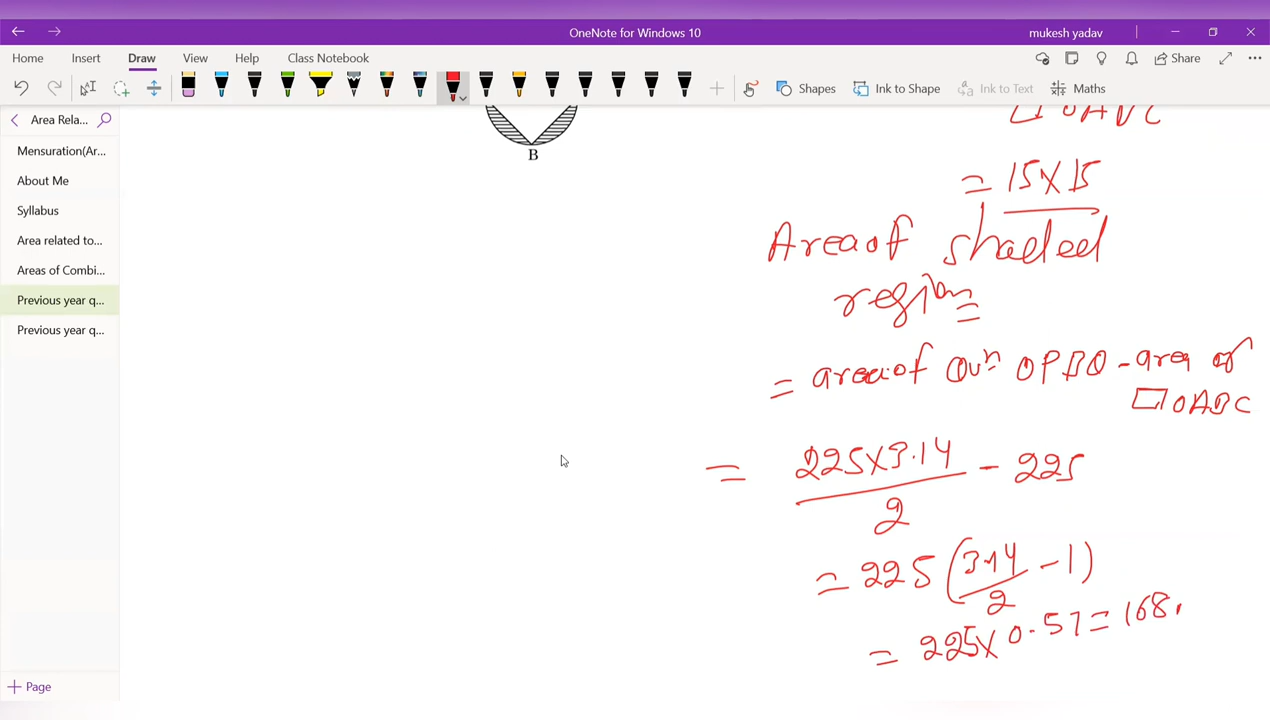 OneNote for Windows 10
mukesh yadav
Home Insert Draw View Help Class Notebook
Share
Shapes Ink to Shape Ink to Text Maths
Area Rela...
Mensuration(Ar...
About Me
Syllabus
Area related to...
Areas of Combi...
Previous year q...
Previous year q...
Page
B
= 15×15
Area of shaded
region =
= area of OPBQ - area of
□OABC
= 225×3.14/2 - 225
= 225 (3.14/2 - 1)
= 225× 0.57 = 168.